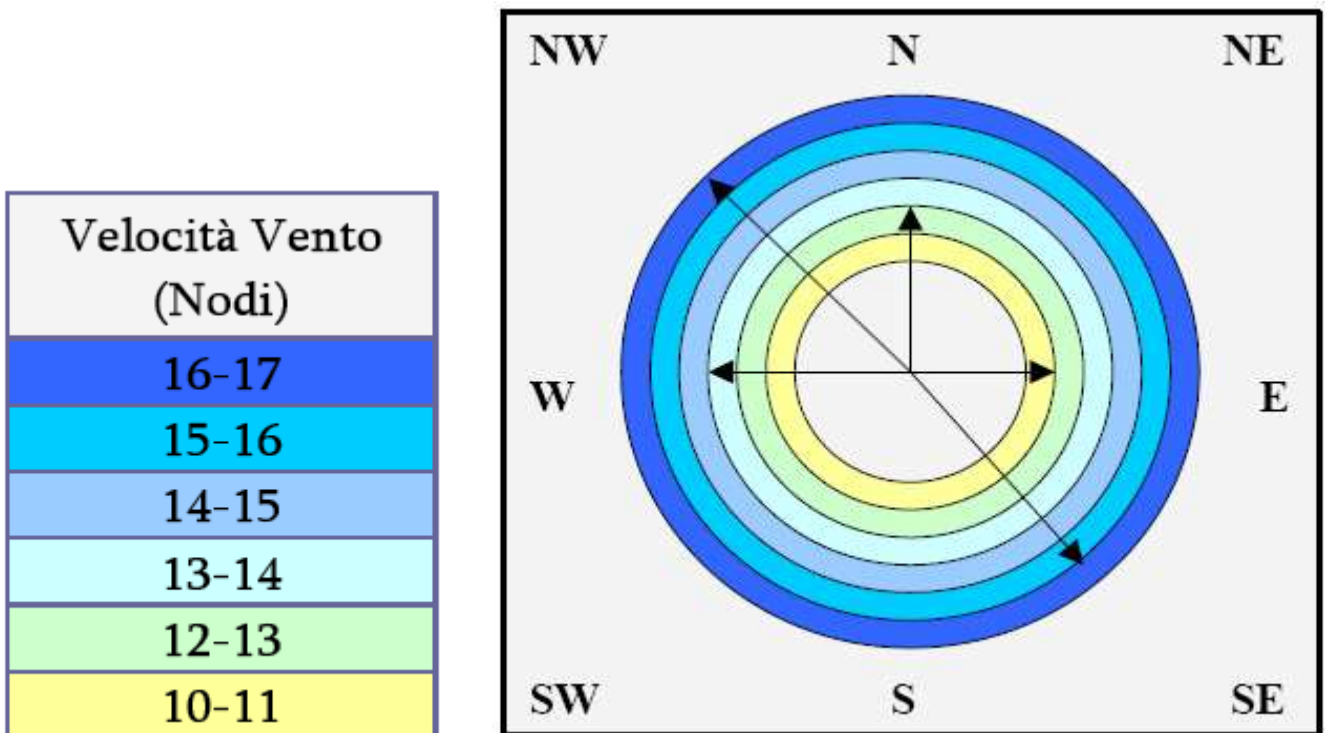 Velocità Vento
(Nodi)
16-17
15-16
14-15
13-14
12-13
10-11
NW N NE
W E
SW S SE